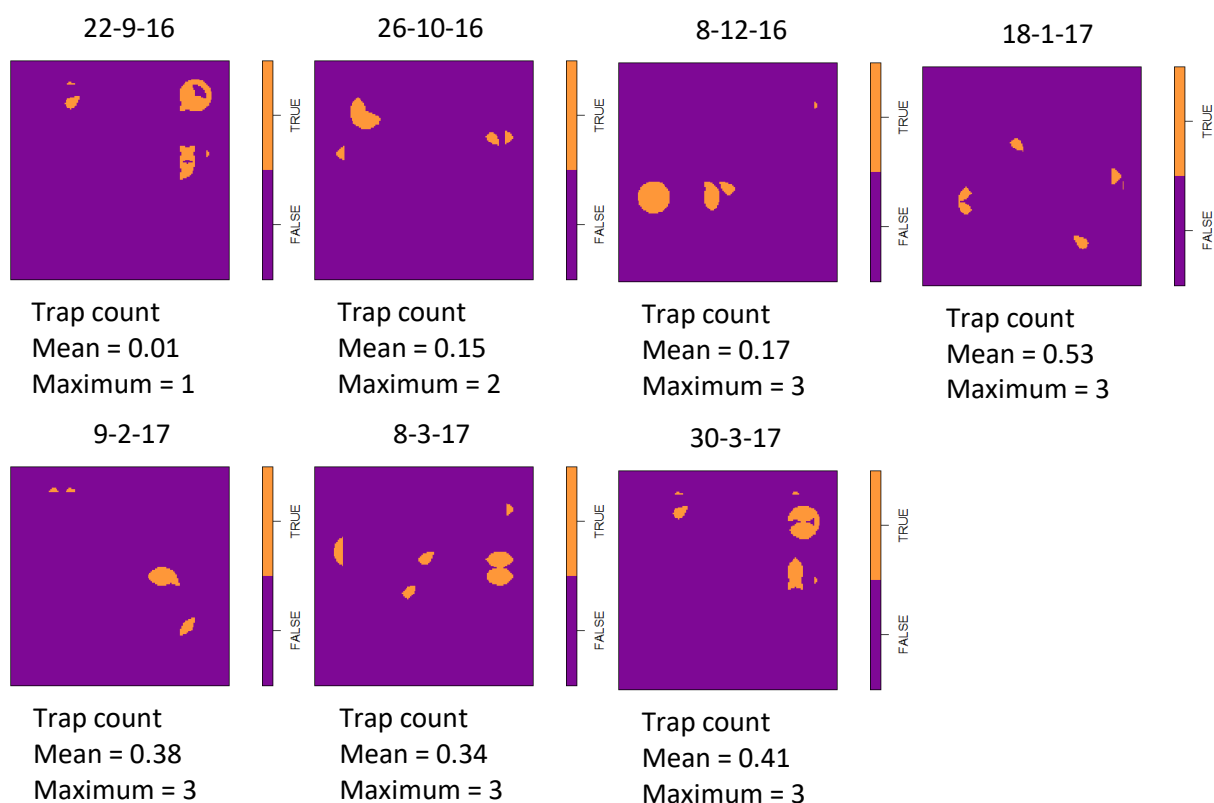 22-9-16
26-10-16
8-12-16
18-1-17
TRUE
FALSE
TRUE
FALSE
TRUE
FALSE
TRUE
FALSE
Trap count
Mean = 0.01
Maximum = 1
Trap count
Mean = 0.15
Maximum = 2
Trap count
Mean = 0.17
Maximum = 3
Trap count
Mean = 0.53
Maximum = 3
9-2-17
8-3-17
30-3-17
TRUE
FALSE
TRUE
FALSE
TRUE
FALSE
Trap count
Mean = 0.38
Maximum = 3
Trap count
Mean = 0.34
Maximum = 3
Trap count
Mean = 0.41
Maximum = 3